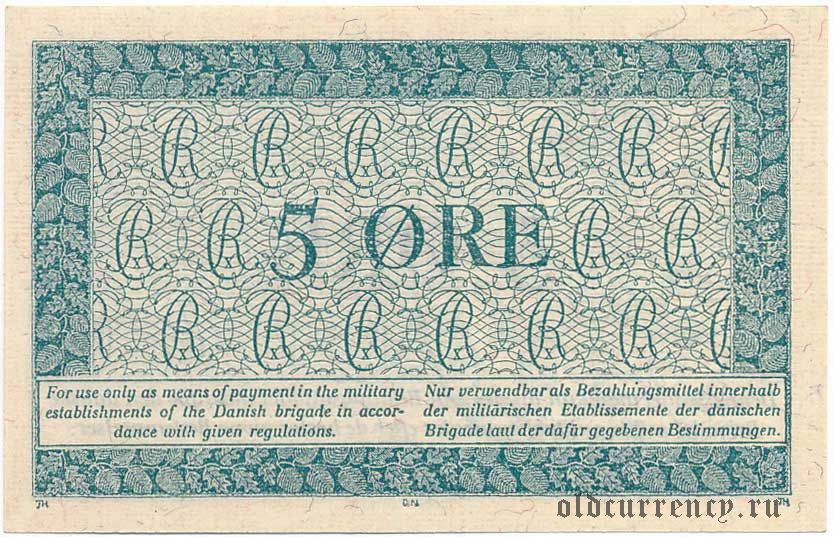 5 ØRE
For use only as means of payment in the military
establishments of the Danish brigade in accor-
dance with given regulations.
Nur verwendbar als Bezahlungsmittel innerhalb
der militärischen Etablissemente der dänischen
Brigade laut der dafür gegebenen Bestimmungen.
oldcurrency.ru